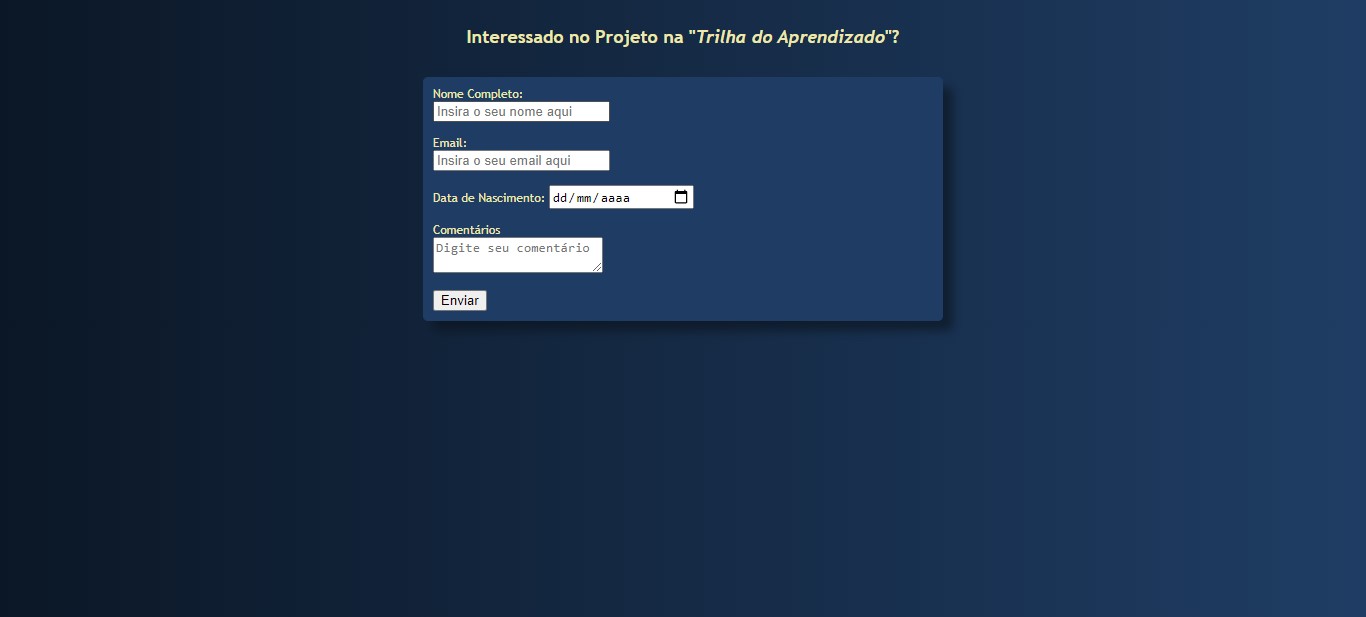 Interessado no Projeto na "Trilha do Aprendizado"?
Nome Completo:
Insira o seu nome aqui
Email:
Insira o seu email aqui
Data de Nascimento: dd/mm/aaaa
Comentários
Digite seu comentário
Enviar